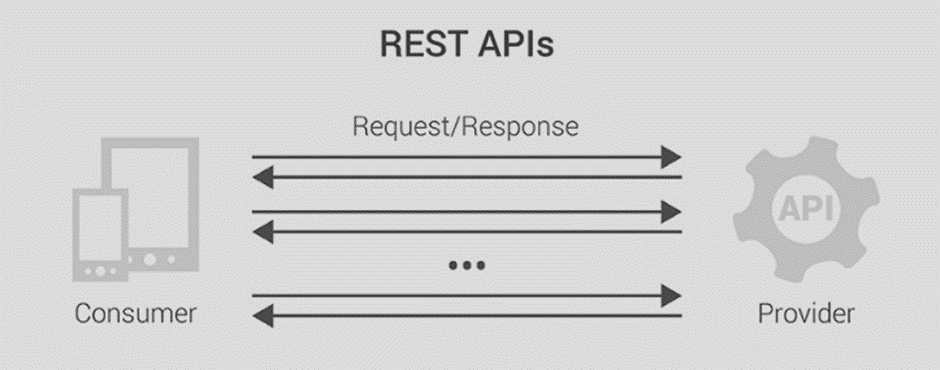 REST APIs
Request/Response
API
...
Consumer
Provider